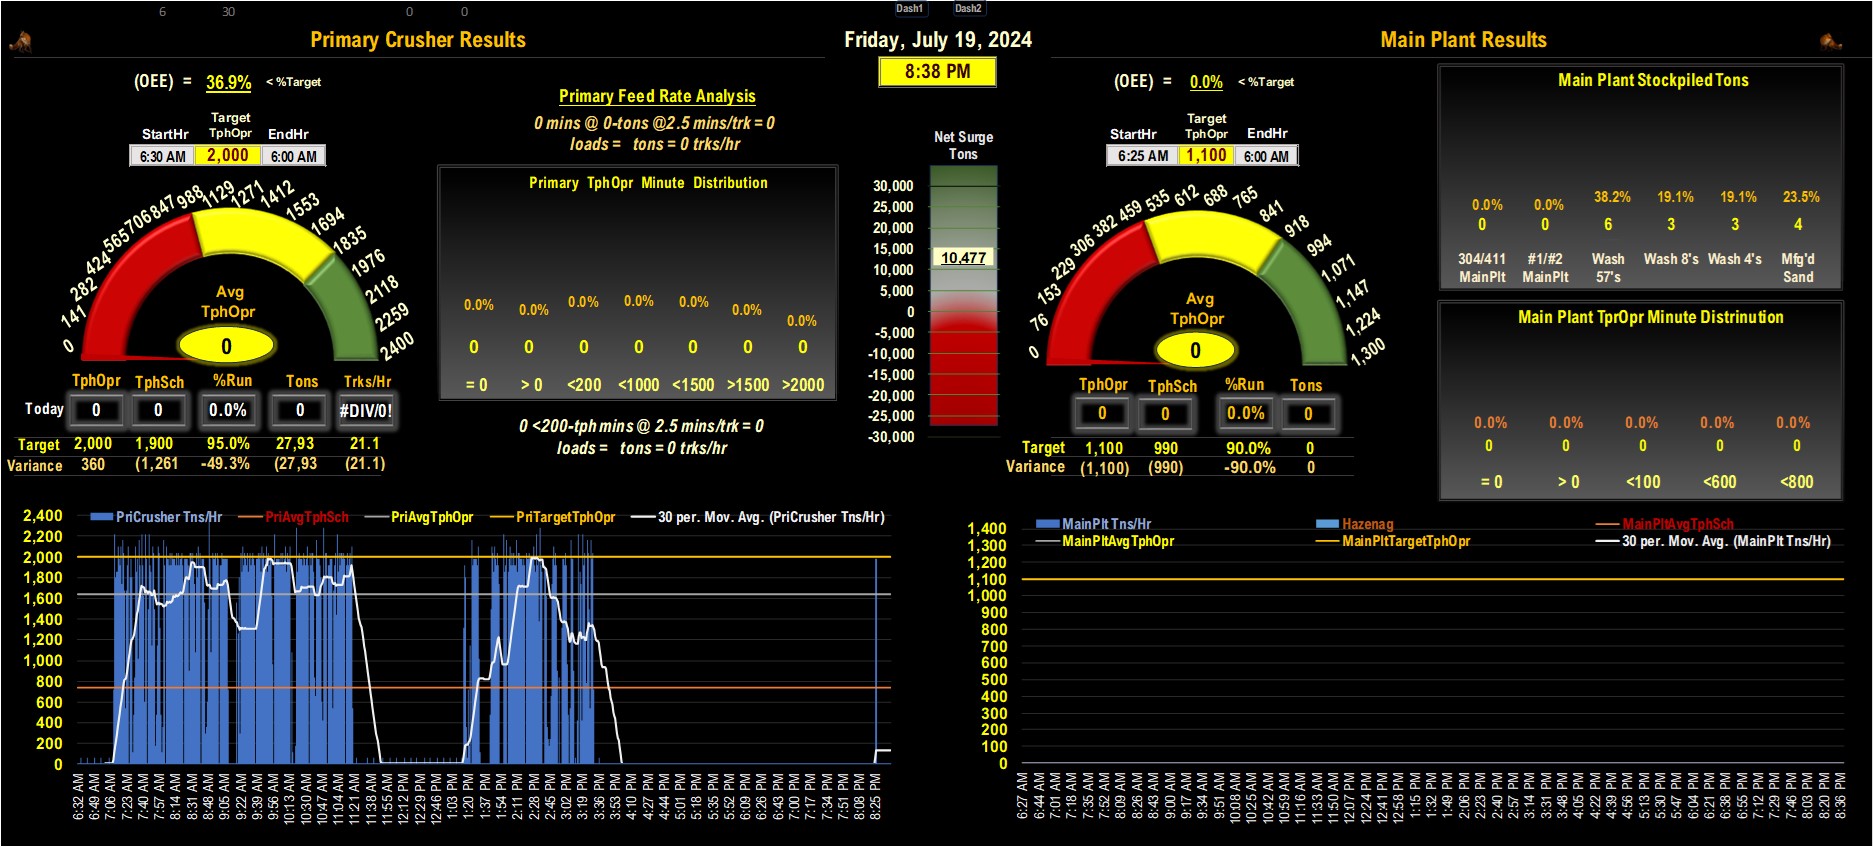 6 30 0 0 Dash1 Dash2
Primary Crusher Results
Friday, July 19, 2024
8:38 PM
Main Plant Results
(OEE) = 36.9% < %Target
StartHr Target TphOpr EndHr
6:30 AM 2,000 6:00 AM
0 141 282 424 565 706 847 988 1129 1271 1412 1553 1694 1835 1976 2118 2259 2400
Avg
TphOpr
0
TphOpr TphSch %Run Tons Trks/Hr
Today 0 0 0.0% 0 #DIV/0!
Target 2,000 1,900 95.0% 27,93 21.1
Variance 360 (1,261 -49.3% (27,93 (21.1)
Primary Feed Rate Analysis
0 mins @ 0-tons @2.5 mins/trk = 0
loads = tons = 0 trks/hr
Primary TphOpr Minute Distribution
0.0% 0.0% 0.0% 0.0% 0.0% 0.0% 0.0%
0 0 0 0 0 0 0
= 0 > 0 <200 <1000 <1500 >1500 >2000
0 <200-tph mins @ 2.5 mins/trk = 0
loads = tons = 0 trks/hr
Net Surge
Tons
30,000
25,000
20,000
15,000
10,477
10,000
5,000
0
-5,000
-10,000
-15,000
-20,000
-25,000
-30,000
(OEE) = 0.0% < %Target
StartHr Target TphOpr EndHr
6:25 AM 1,100 6:00 AM
0 76 153 229 306 382 459 535 612 688 765 841 918 994 1,071 1,147 1,224 1,300
Avg
TphOpr
0
TphOpr TphSch %Run Tons
0 0 0.0% 0
Target 1,100 990 90.0% 0
Variance (1,100) (990) -90.0% 0
Main Plant Stockpiled Tons
0.0% 0.0% 38.2% 19.1% 19.1% 23.5%
0 0 6 3 3 4
304/411 #1/#2 Wash Wash 8's Wash 4's Mfg'd
MainPlt MainPlt 57's Sand
Main Plant TprOpr Minute Distrinution
0.0% 0.0% 0.0% 0.0% 0.0%
0 0 0 0 0
= 0 > 0 <100 <600 <800
PriCrusher Tns/Hr PriAvgTphSch PriAvgTphOpr PriTargetTphOpr 30 per. Mov. Avg. (PriCrusher Tns/Hr)
2,400
2,200
2,000
1,800
1,600
1,400
1,200
1,000
800
600
400
200
0
6:32 AM 6:49 AM 7:06 AM 7:23 AM 7:40 AM 7:57 AM 8:14 AM 8:31 AM 8:48 AM 9:05 AM 9:22 AM 9:39 AM 9:56 AM 10:13 AM 10:30 AM 10:47 AM 11:04 AM 11:21 AM 11:38 AM 11:55 AM 12:12 PM 12:29 PM 12:46 PM 1:03 PM 1:20 PM 1:37 PM 1:54 PM 2:11 PM 2:28 PM 2:45 PM 3:02 PM 3:19 PM 3:36 PM 3:53 PM 4:10 PM 4:27 PM 4:44 PM 5:01 PM 5:18 PM 5:35 PM 5:52 PM 6:09 PM 6:26 PM 6:43 PM 7:00 PM 7:17 PM 7:34 PM 7:51 PM 8:08 PM 8:25 PM
MainPlt Tns/Hr Hazenag MainPltAvgTphSch
MainPltAvgTphOpr MainPltTargetTphOpr 30 per. Mov. Avg. (MainPlt Tns/Hr)
1,400
1,300
1,200
1,100
1,000
900
800
700
600
500
400
300
200
100
0
6:27 AM 6:44 AM 7:01 AM 7:18 AM 7:35 AM 7:52 AM 8:09 AM 8:26 AM 8:43 AM 9:00 AM 9:17 AM 9:34 AM 9:51 AM 10:08 AM 10:25 AM 10:42 AM 10:59 AM 11:16 AM 11:33 AM 11:50 AM 12:07 PM 12:24 PM 12:41 PM 12:58 PM 1:15 PM 1:32 PM 1:49 PM 2:06 PM 2:23 PM 2:40 PM 2:57 PM 3:14 PM 3:31 PM 3:48 PM 4:05 PM 4:22 PM 4:39 PM 4:56 PM 5:13 PM 5:30 PM 5:47 PM 6:04 PM 6:21 PM 6:38 PM 6:55 PM 7:12 PM 7:29 PM 7:46 PM 8:03 PM 8:20 PM 8:36 PM